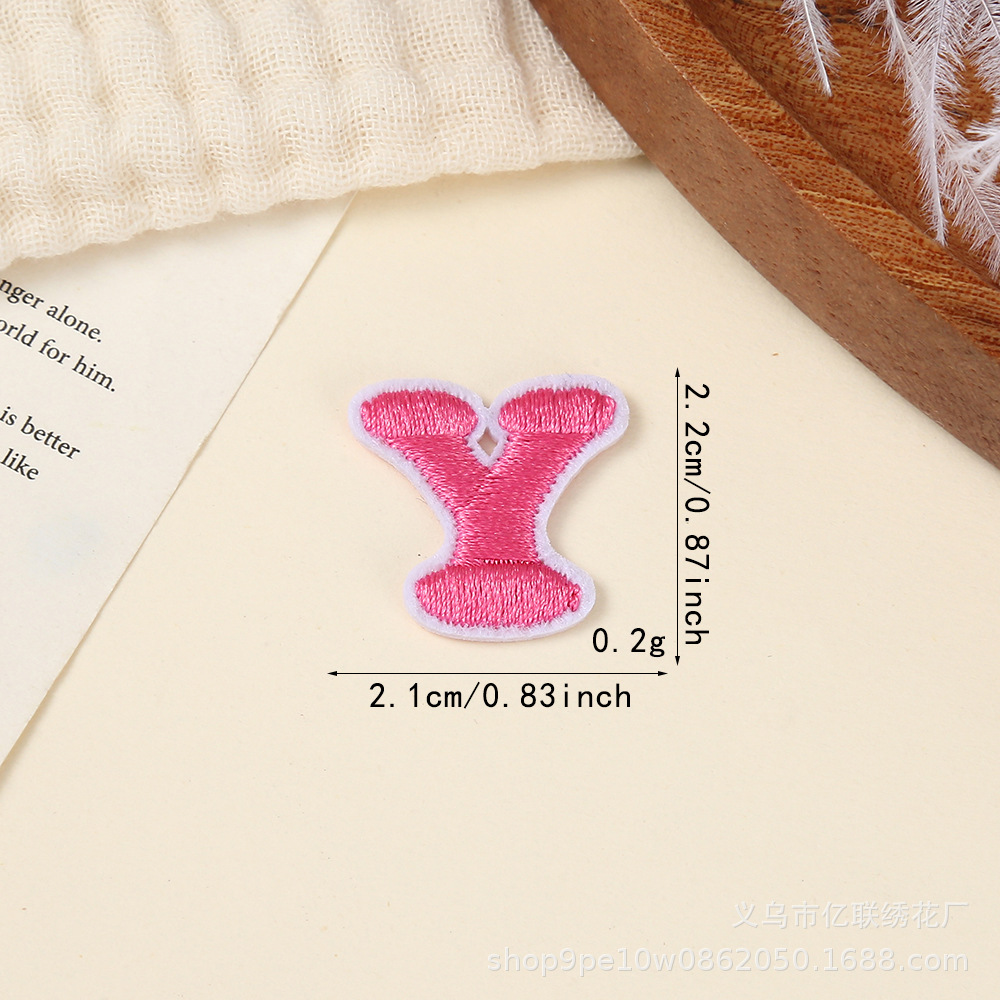 nger alone.
orld for him.
is better
like
Y
2.2cm/0.87inch
0.2g
2.1cm/0.83inch
义乌市亿联绣花厂
shop9pe10w0862050.1688.com